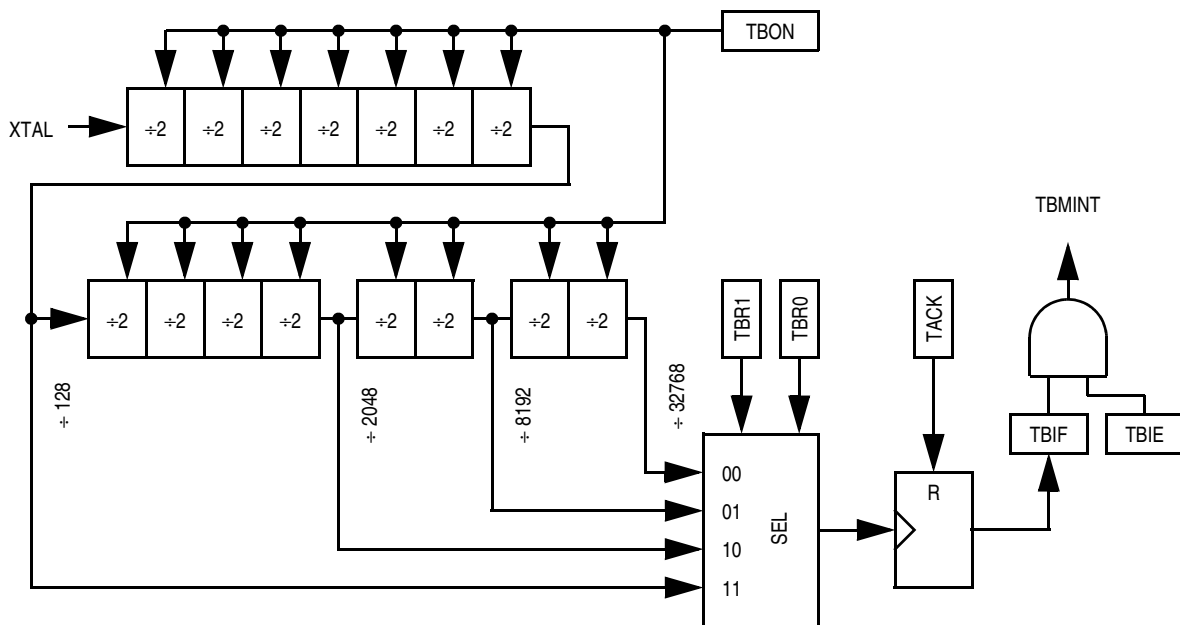 TBON
XTAL
÷2 ÷2 ÷2 ÷2 ÷2 ÷2 ÷2
TBMINT
÷2 ÷2 ÷2 ÷2 ÷2 ÷2 ÷2 ÷2
TBR1 TBR0 TACK
÷ 128 ÷ 2048 ÷ 8192 ÷ 32768
TBIF TBIE
00
01
10
11
SEL
R